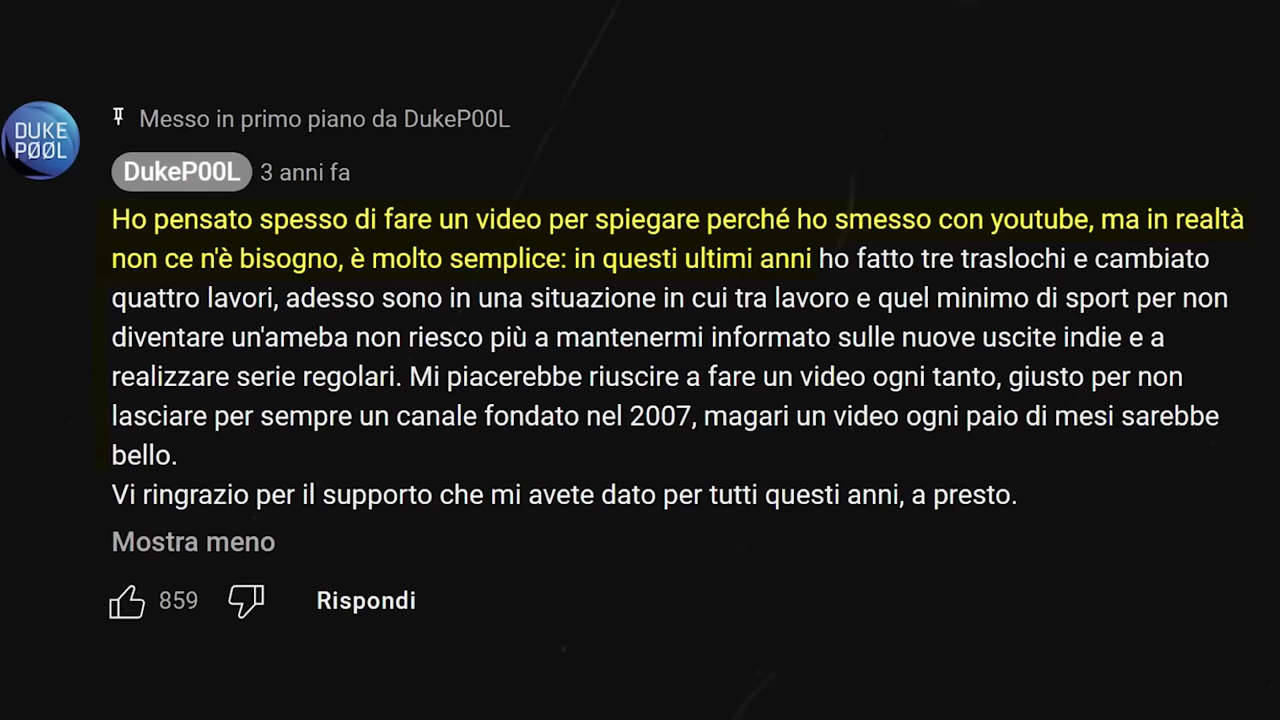 DUKE
PØØL
Messo in primo piano da DukeP00L
DukeP00L 3 anni fa
Ho pensato spesso di fare un video per spiegare perché ho smesso con youtube, ma in realtà
non ce n'è bisogno, è molto semplice: in questi ultimi anni ho fatto tre traslochi e cambiato
quattro lavori, adesso sono in una situazione in cui tra lavoro e quel minimo di sport per non
diventare un'ameba non riesco più a mantenermi informato sulle nuove uscite indie e a
realizzare serie regolari. Mi piacerebbe riuscire a fare un video ogni tanto, giusto per non
lasciare per sempre un canale fondato nel 2007, magari un video ogni paio di mesi sarebbe
bello.
Vi ringrazio per il supporto che mi avete dato per tutti questi anni, a presto.
Mostra meno
859 Rispondi